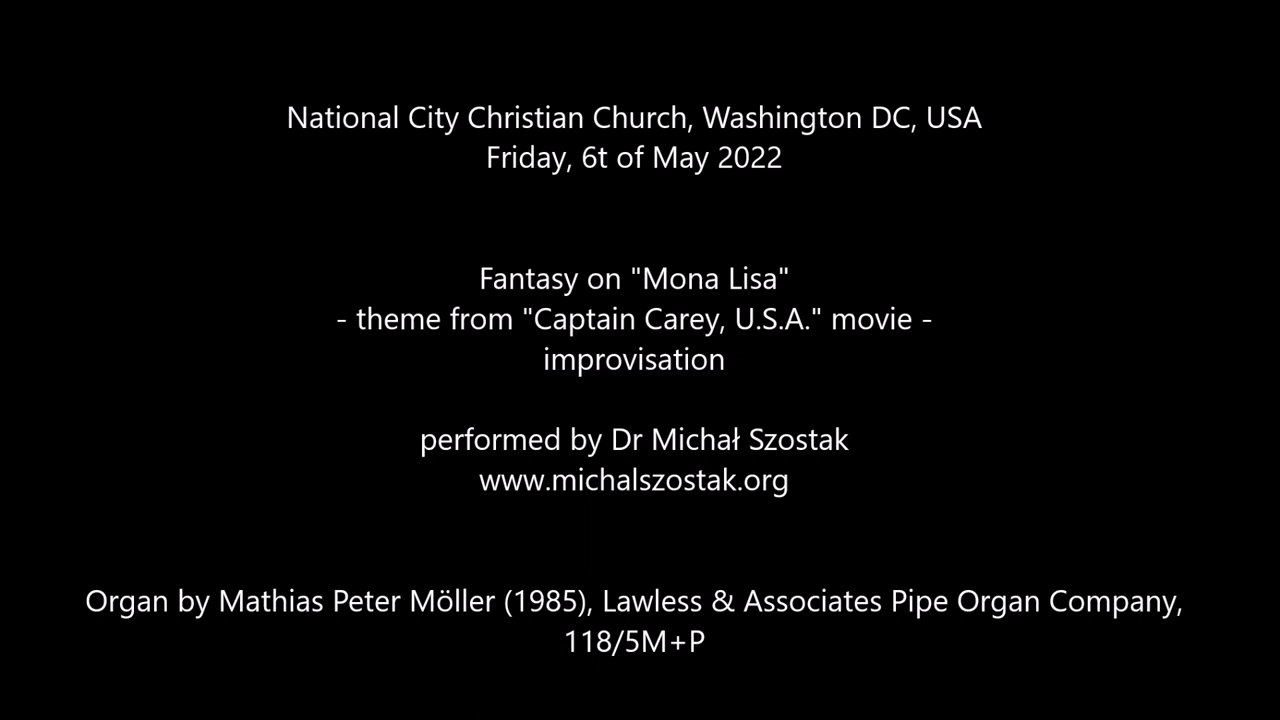 National City Christian Church, Washington DC, USA
Friday, 6t of May 2022
Fantasy on "Mona Lisa"
- theme from "Captain Carey, U.S.A." movie -
improvisation
performed by Dr Michał Szostak
www.michalszostak.org
Organ by Mathias Peter Möller (1985), Lawless & Associates Pipe Organ Company,
118/5M+P